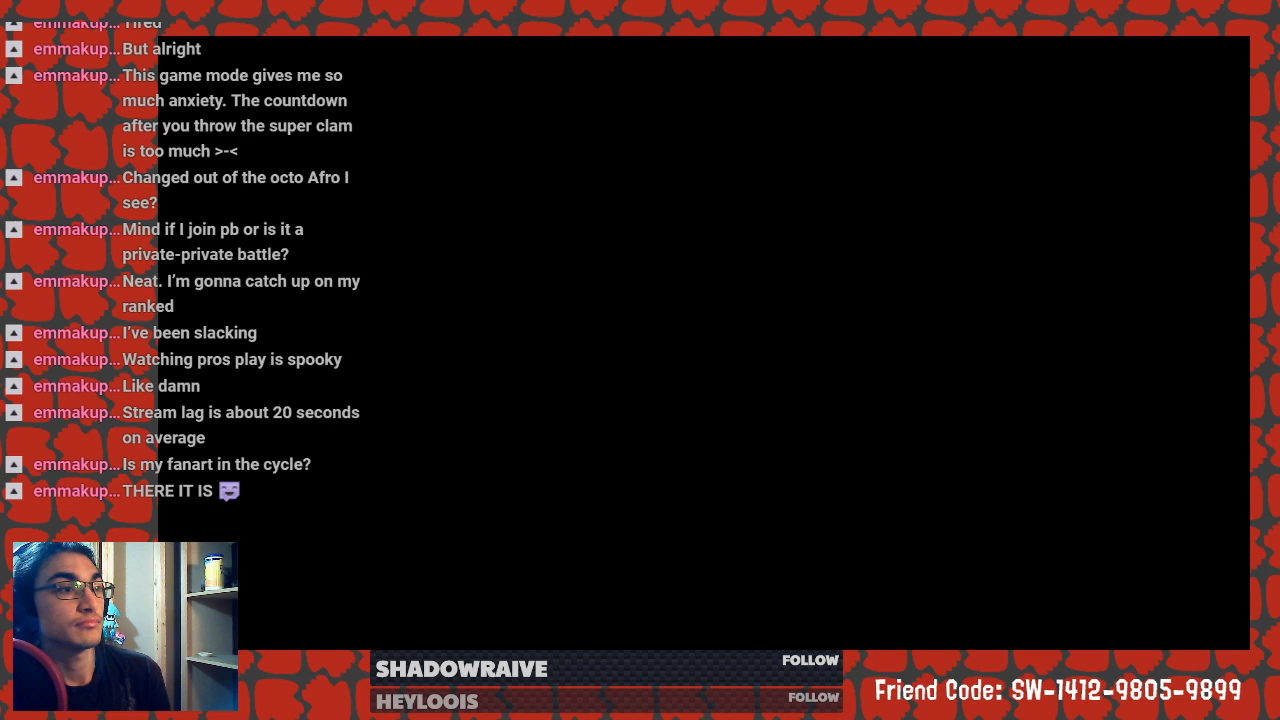 emmakup... Tired
emmakup... But alright
emmakup... This game mode gives me so
much anxiety. The countdown
after you throw the super clam
is too much >-<
emmakup... Changed out of the octo Afro I
see?
emmakup... Mind if I join pb or is it a
private-private battle?
emmakup... Neat. I’m gonna catch up on my
ranked
emmakup... I’ve been slacking
emmakup... Watching pros play is spooky
emmakup... Like damn
emmakup... Stream lag is about 20 seconds
on average
emmakup... Is my fanart in the cycle?
emmakup... THERE IT IS
SHADOWRAIVE FOLLOW
HEYLOOIS FOLLOW
Friend Code: SW-1412-9805-9899